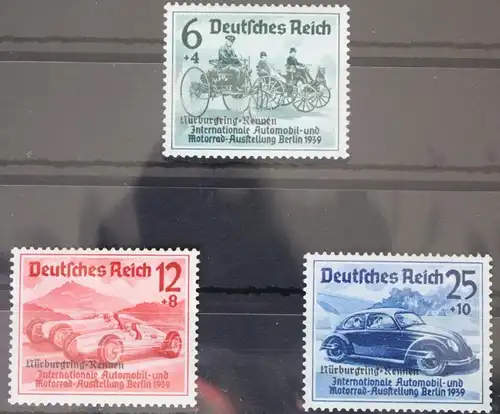 6 Deutsches Reich
+4
Nürburgring-Rennen
Internationale Automobil-und
Motorrad-Ausstellung Berlin 1939
Deutsches Reich 12
+8
Nürburgring-Rennen
Internationale Automobil-und
Motorrad-Ausstellung Berlin 1939
Deutsches Reich 25
+10
Nürburgring-Rennen
Internationale Automobil-und
Motorrad-Ausstellung Berlin 1939